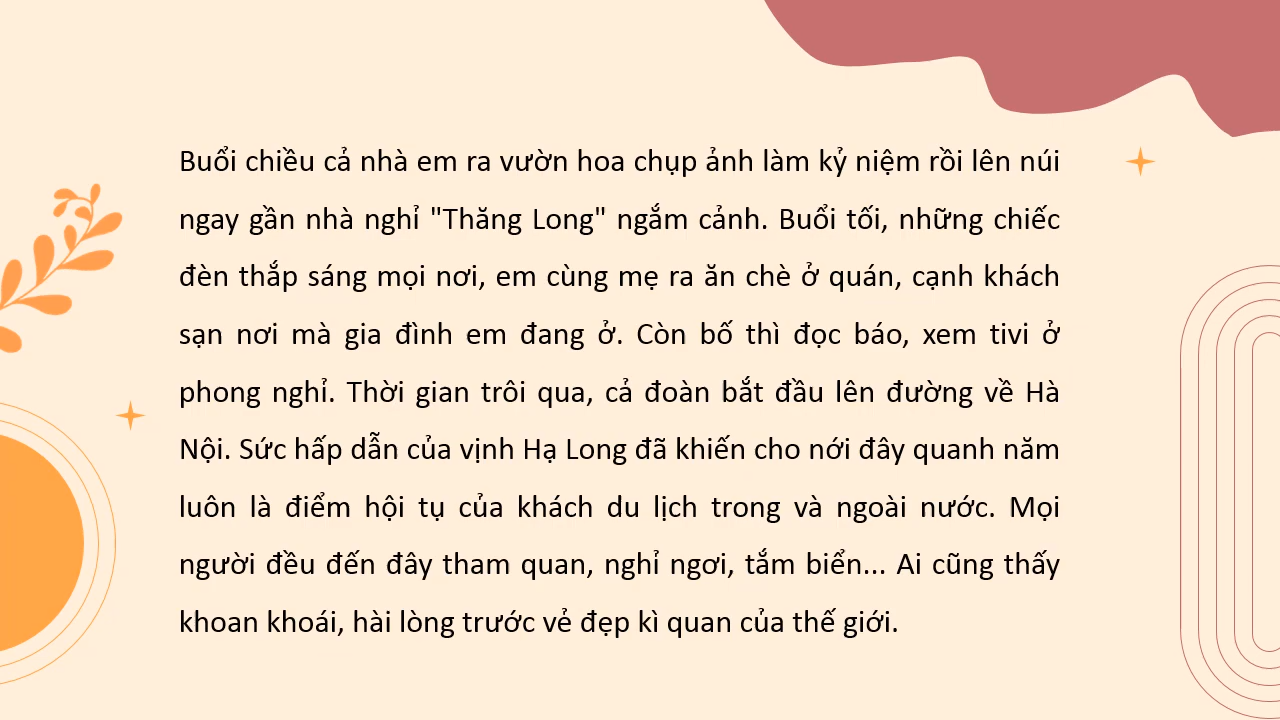 Buổi chiều cả nhà em ra vườn hoa chụp ảnh làm kỷ niệm rồi lên núi
ngay gần nhà nghỉ "Thăng Long" ngắm cảnh. Buổi tối, những chiếc
đèn thắp sáng mọi nơi, em cùng mẹ ra ăn chè ở quán, cạnh khách
sạn nơi mà gia đình em đang ở. Còn bố thì đọc báo, xem tivi ở
phong nghỉ. Thời gian trôi qua, cả đoàn bắt đầu lên đường về Hà
Nội. Sức hấp dẫn của vịnh Hạ Long đã khiến cho nới đây quanh năm
luôn là điểm hội tụ của khách du lịch trong và ngoài nước. Mọi
người đều đến đây tham quan, nghỉ ngơi, tắm biển... Ai cũng thấy
khoan khoái, hài lòng trước vẻ đẹp kì quan của thế giới.